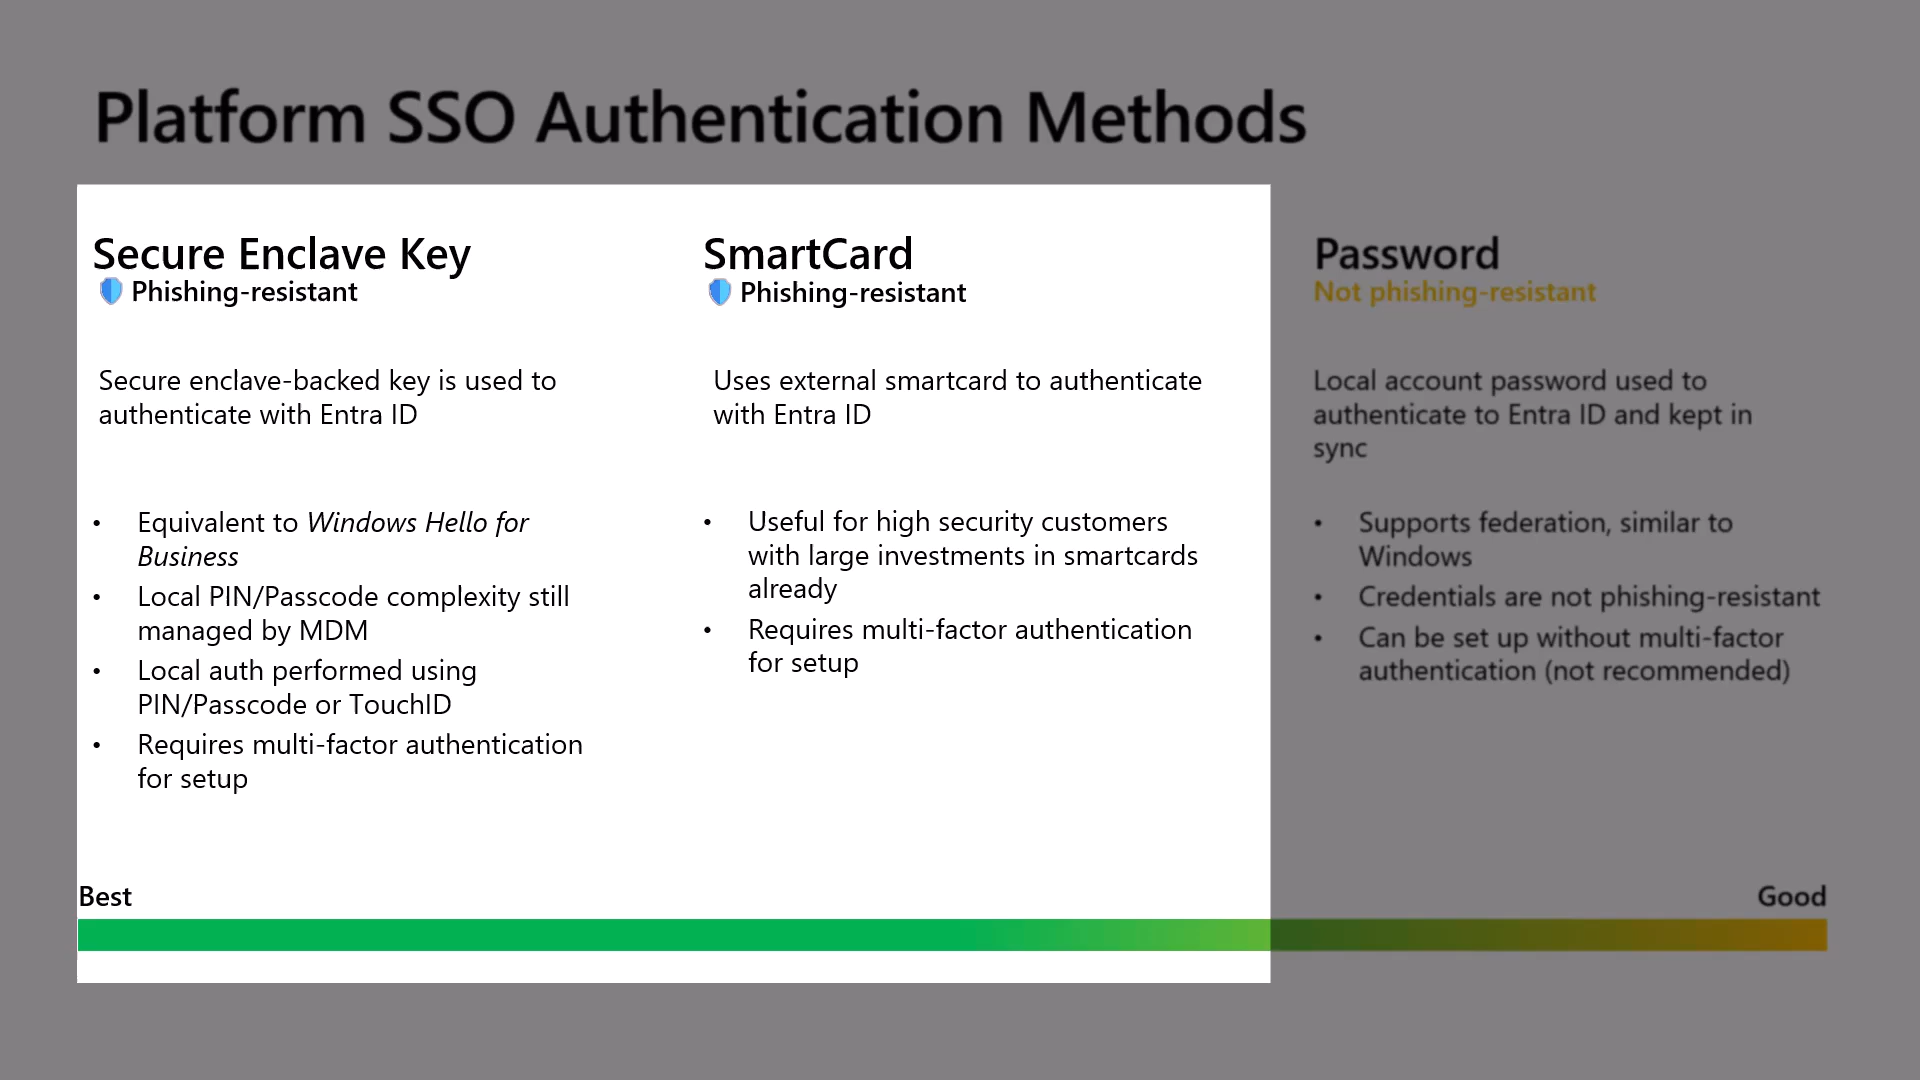 Platform SSO Authentication Methods
Secure Enclave Key
Phishing-resistant
Secure enclave-backed key is used to
authenticate with Entra ID
• Equivalent to Windows Hello for
Business
• Local PIN/Passcode complexity still
managed by MDM
• Local auth performed using
PIN/Passcode or TouchID
• Requires multi-factor authentication
for setup
SmartCard
Phishing-resistant
Uses external smartcard to authenticate
with Entra ID
• Useful for high security customers
with large investments in smartcards
already
• Requires multi-factor authentication
for setup
Password
Not phishing-resistant
Local account password used to
authenticate to Entra ID and kept in
sync
• Supports federation, similar to
Windows
• Credentials are not phishing-resistant
• Can be set up without multi-factor
authentication (not recommended)
Best
Good